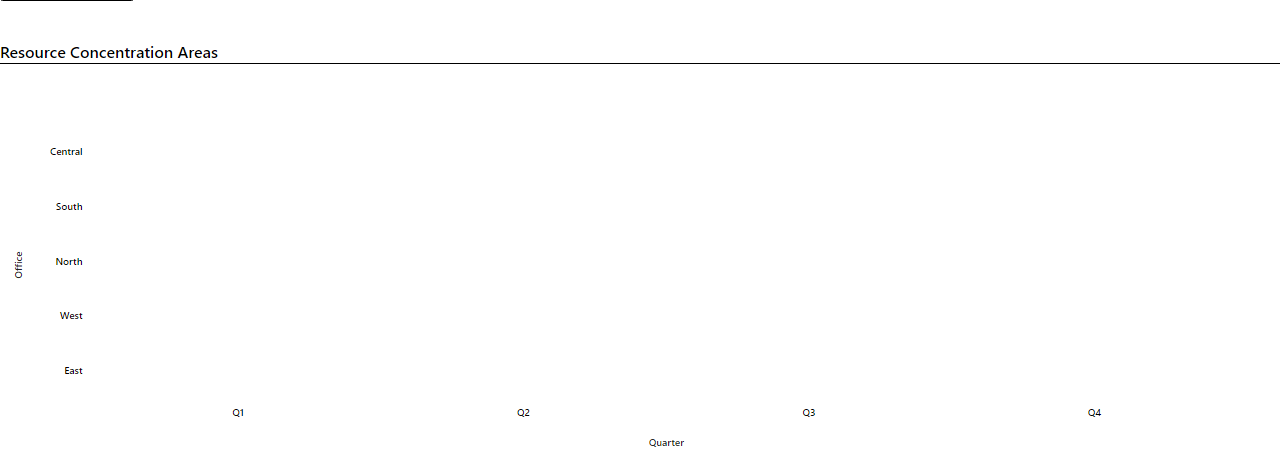 Resource Concentration Areas
Central
South
North
West
East
Office
Q1 Q2 Q3 Q4
Quarter